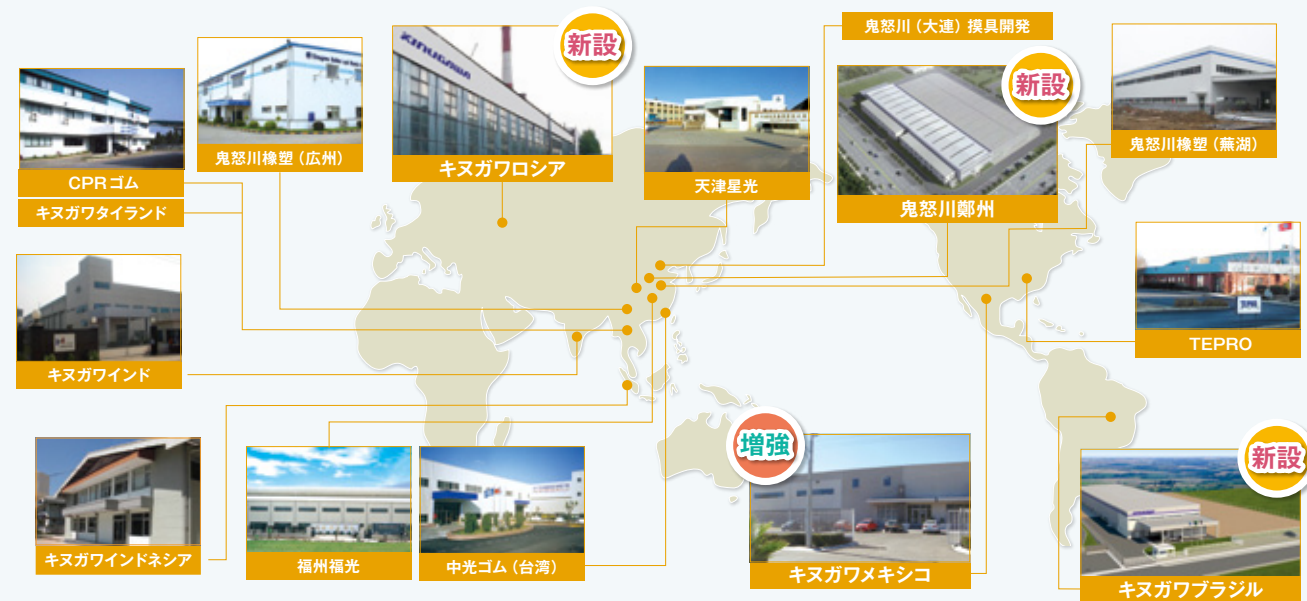 新設
鬼怒川（大連）摸具開発
新設
KINUGAWA
CPRゴム
キヌガワタイランド
鬼怒川橡塑（広州）
キヌガワロシア
天津星光
鬼怒川鄭州
鬼怒川橡塑（蕪湖）
TEPRO
キヌガワインド
増強
新設
キヌガワインドネシア
福州福光
中光ゴム（台湾）
キヌガワメキシコ
キヌガワブラジル